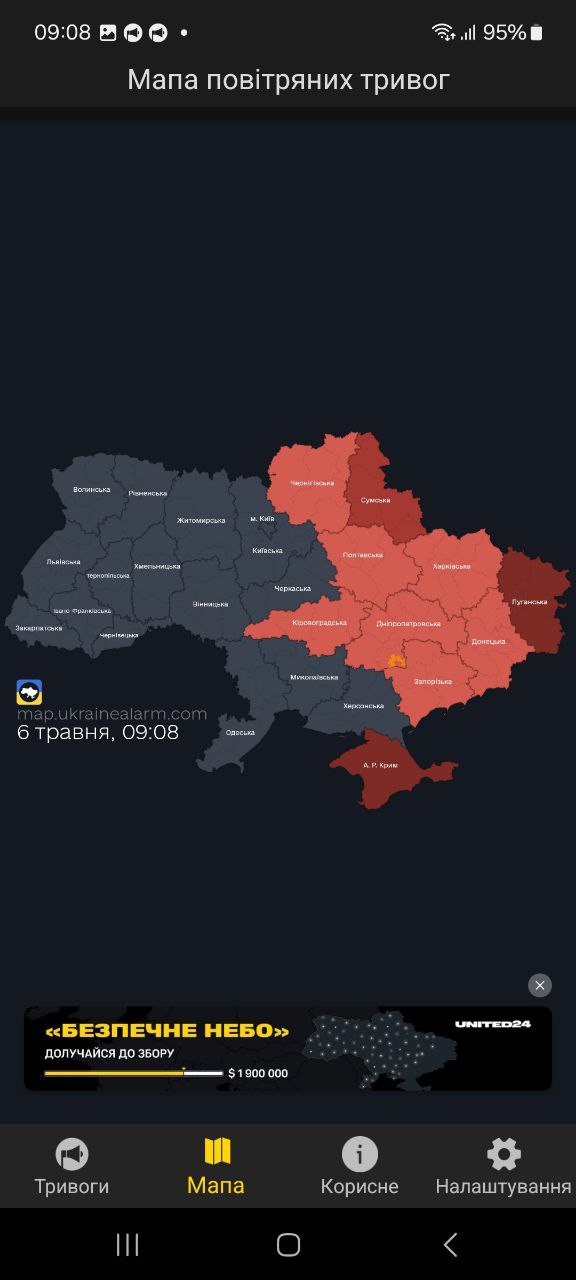 09:08
95%
Мапа повітряних тривог
Чернігівська
Волинська
Рівненська
Сумська
Житомирська
м. Київ
Київська
Полтавська
Львівська
Хмельницька
Харківська
Тернопільська
Черкаська
Вінницька
Луганська
Івано-Франківська
Кіровоградська
Дніпропетровська
Закарпатська
Чернівецька
Донецька
Миколаївська
Запорізька
Херсонська
Одеська
А. Р. Крим
map.ukrainealarm.com
6 травня, 09:08
«БЕЗПЕЧНЕ НЕБО»
UNITED24
ДОЛУЧАЙСЯ ДО ЗБОРУ
$ 1 900 000
Тривоги
Мапа
Корисне
Налаштування